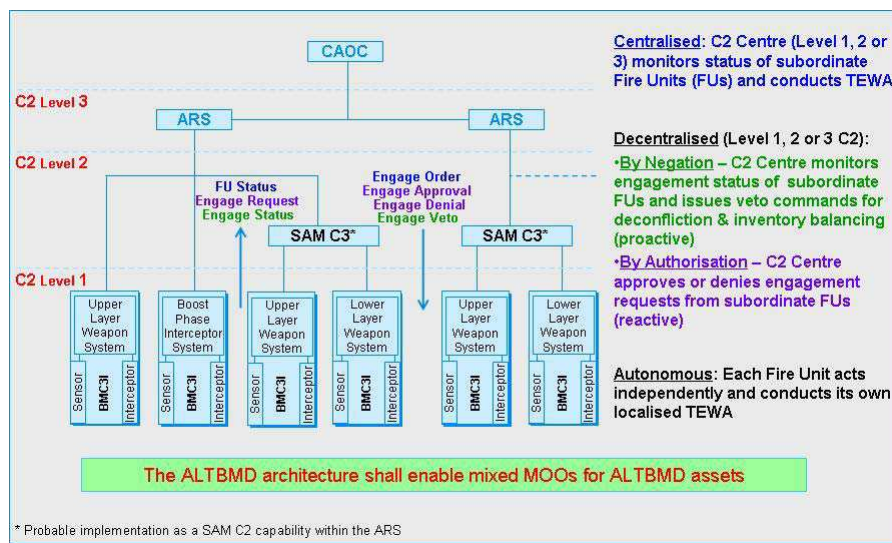 CAOC
C2 Level 3
ARS
ARS
C2 Level 2
FU Status
Engage Request
Engage Status
Engage Order
Engage Approval
Engage Denial
Engage Veto
SAM C3*
SAM C3*
C2 Level 1
Upper
Layer
Weapon
System
Sensor
BMC3I
Interceptor
Boost
Phase
Interceptor
System
Sensor
BMC3I
Interceptor
Upper
Layer
Weapon
System
Sensor
BMC3I
Interceptor
Lower
Layer
Weapon
System
Sensor
BMC3I
Interceptor
Upper
Layer
Weapon
System
Sensor
BMC3I
Interceptor
Lower
Layer
Weapon
System
Sensor
BMC3I
Interceptor
Centralised: C2 Centre (Level 1, 2 or
3) monitors status of subordinate
Fire Units (FUs) and conducts TEWA
Decentralised (Level 1, 2 or 3 C2):
•By Negation – C2 Centre monitors
engagement status of subordinate
FUs and issues veto commands for
deconfliction & inventory balancing
(proactive)
•By Authorisation – C2 Centre
approves or denies engagement
requests from subordinate FUs
(reactive)
Autonomous: Each Fire Unit acts
independently and conducts its own
localised TEWA
The ALTBMD architecture shall enable mixed MOOs for ALTBMD assets
* Probable implementation as a SAM C2 capability within the ARS